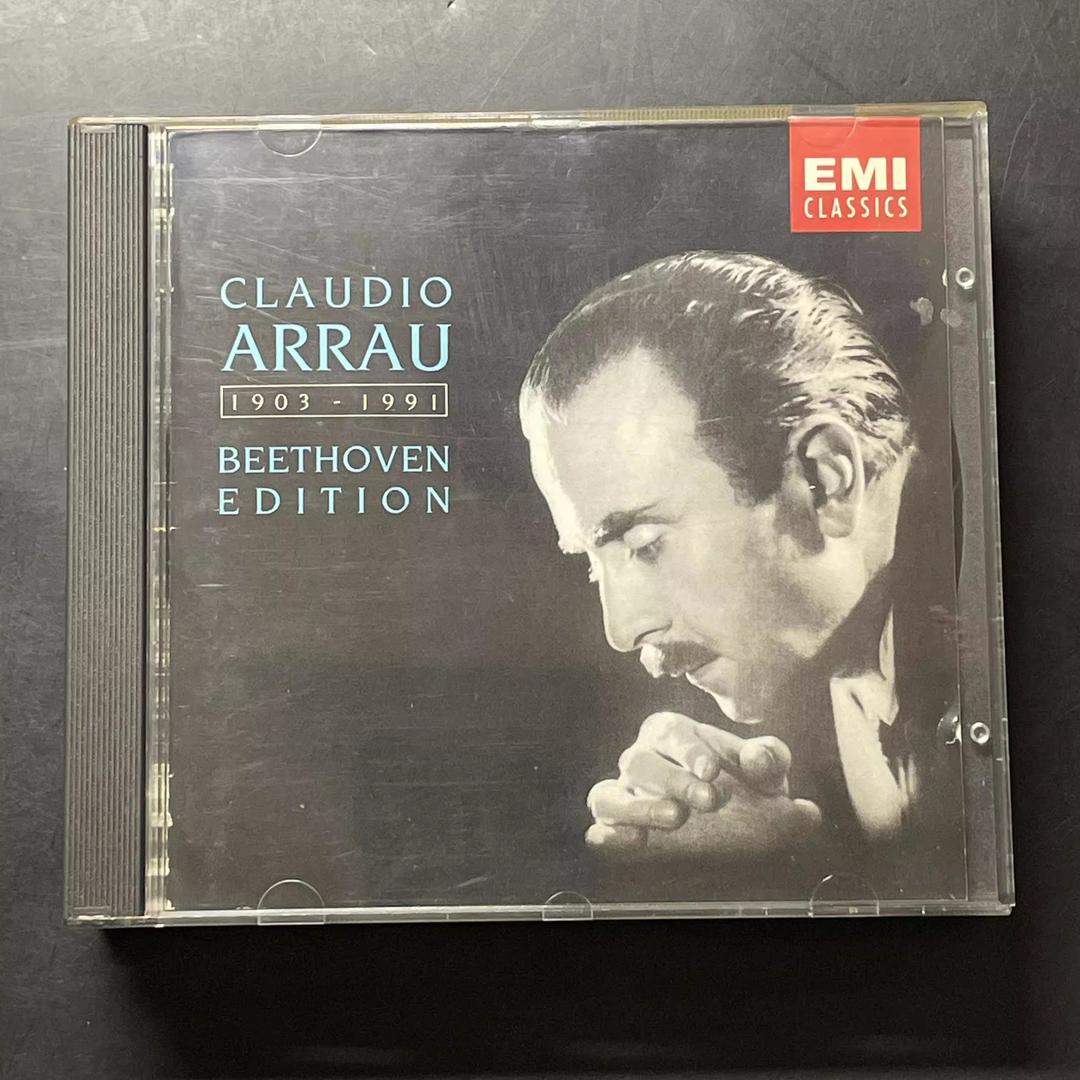 EMI
CLASSICS
CLAUDIO
ARRAU
1903 - 1991
BEETHOVEN
EDITION